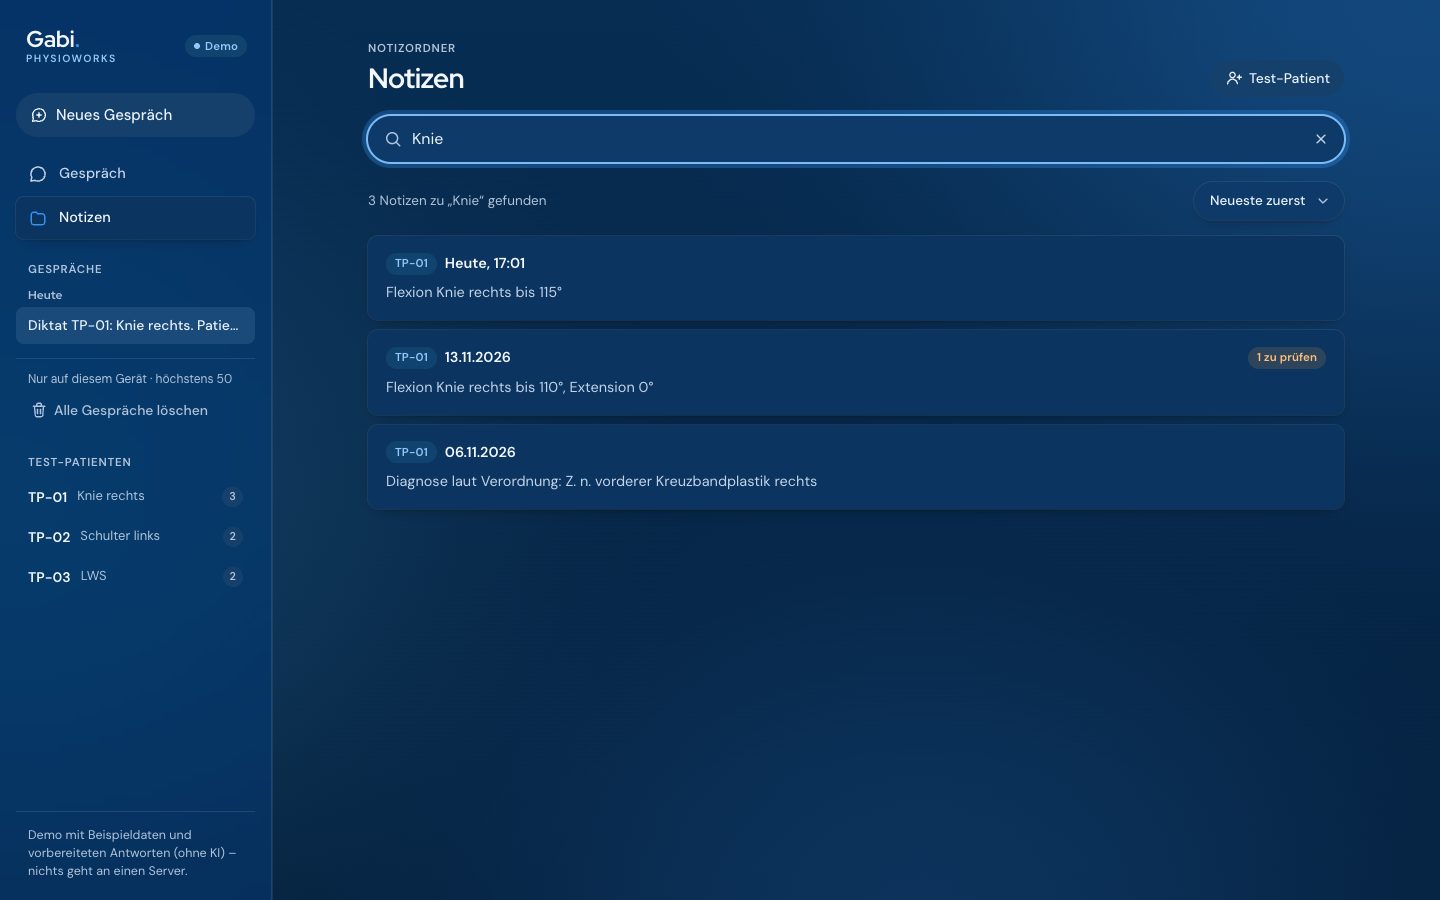 Gabi.
PHYSIOWORKS
Demo
Neues Gespräch
Gespräch
Notizen
GESPRÄCHE
Heute
Diktat TP-01: Knie rechts. Patie…
Nur auf diesem Gerät · höchstens 50
Alle Gespräche löschen
TEST-PATIENTEN
TP-01 Knie rechts 3
TP-02 Schulter links 2
TP-03 LWS 2
Demo mit Beispieldaten und
vorbereiteten Antworten (ohne KI) –
nichts geht an einen Server.
NOTIZORDNER
Notizen
Test-Patient
Knie
3 Notizen zu „Knie“ gefunden
Neueste zuerst
TP-01 Heute, 17:01
Flexion Knie rechts bis 115°
TP-01 13.11.2026 1 zu prüfen
Flexion Knie rechts bis 110°, Extension 0°
TP-01 06.11.2026
Diagnose laut Verordnung: Z. n. vorderer Kreuzbandplastik rechts